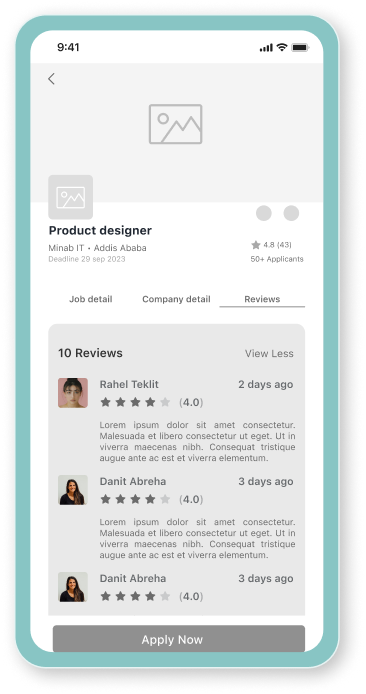 9:41
Product designer
Minab IT • Addis Ababa
4.8 (43)
Deadline 29 sep 2023
50+ Applicants
Job detail Company detail Reviews
10 Reviews View Less
Rahel Teklit 2 days ago
(4.0)
Lorem ipsum dolor sit amet consectetur.
Malesuada et libero consectetur ut eget. Ut in
viverra maecenas nibh. Consequat tristique
augue ante ac est et viverra elementum.
Danit Abreha 3 days ago
(4.0)
Lorem ipsum dolor sit amet consectetur.
Malesuada et libero consectetur ut eget. Ut in
viverra maecenas nibh. Consequat tristique
augue ante ac est et viverra elementum.
Danit Abreha 3 days ago
(4.0)
Apply Now